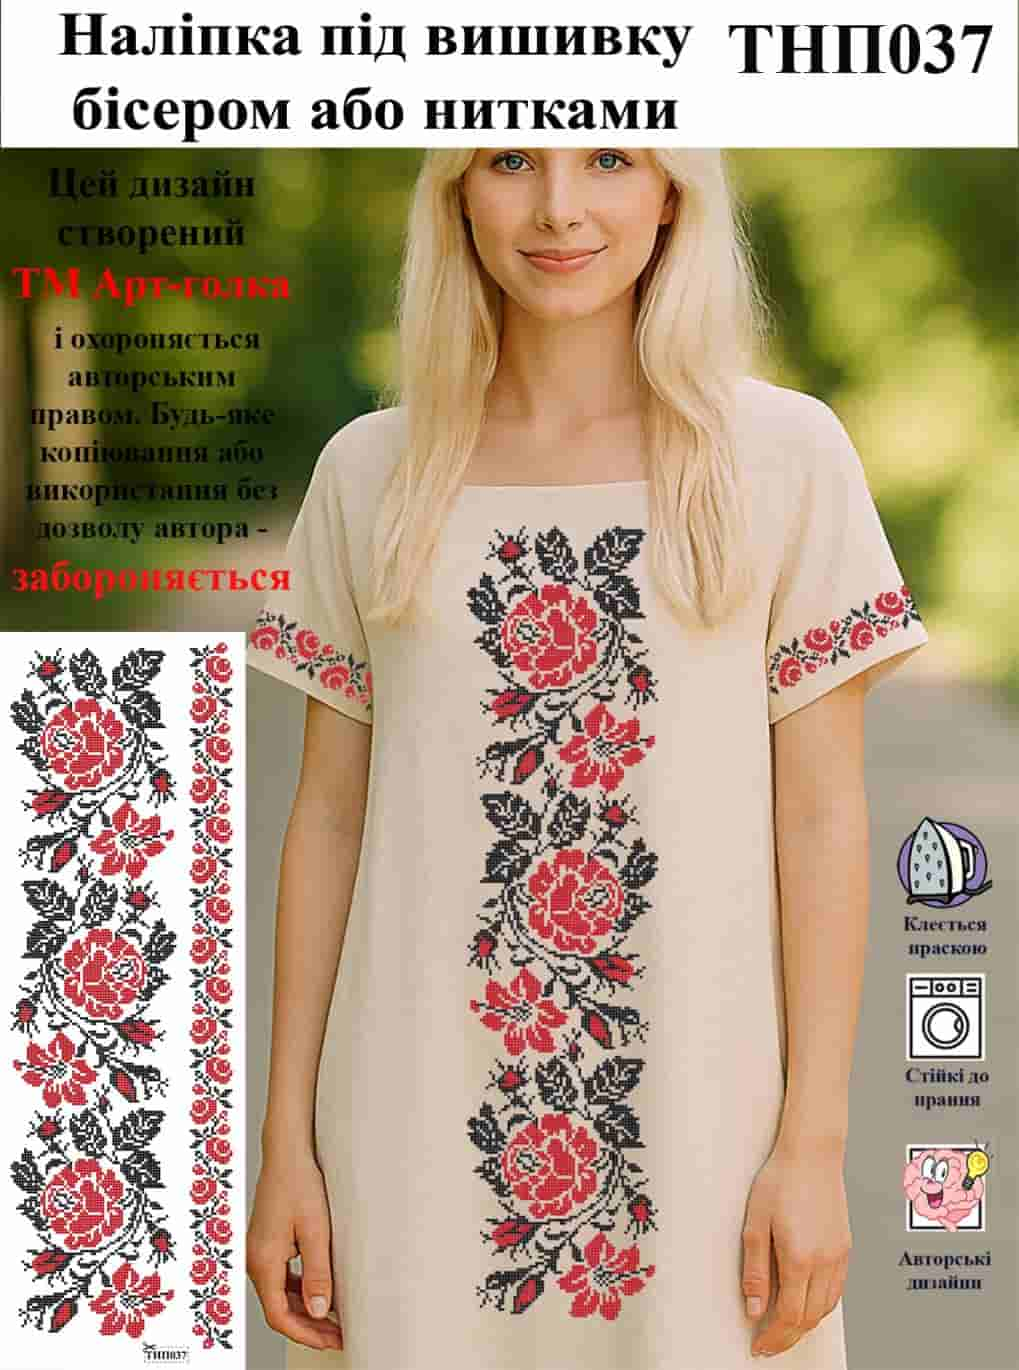 Наліпка під вишивку
бісером або нитками
ТНП037
Цей дизайн
створений
ТМ Арт-голка
і охороняється
авторським
правом. Будь-яке
копіювання або
використання без
дозволу автора -
забороняється
Клеється
праскою
Стійкі до
прання
Авторські
дизайни
ТНП037